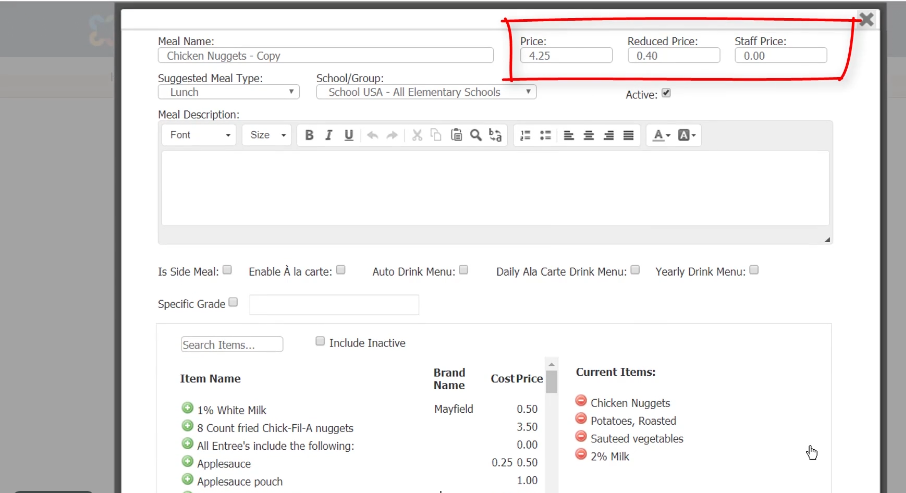 Meal Name: Price: Reduced Price: Staff Price:
Chicken Nuggets - Copy 4.25 0.40 0.00
Suggested Meal Type: School/Group:
Lunch School USA - All Elementary Schools Active:
Meal Description:
Font Size B I U A A
Is Side Meal: Enable À la carte: Auto Drink Menu: Daily Ala Carte Drink Menu: Yearly Drink Menu:
Specific Grade
Search Items... Include Inactive
Item Name Brand Name CostPrice Current Items:
1% White Milk Mayfield 0.50 Chicken Nuggets
8 Count fried Chick-Fil-A nuggets 3.50 Potatoes, Roasted
All Entree's include the following: 0.00 Sauteed vegetables
Applesauce 0.25 0.50 2% Milk
Applesauce pouch 1.00